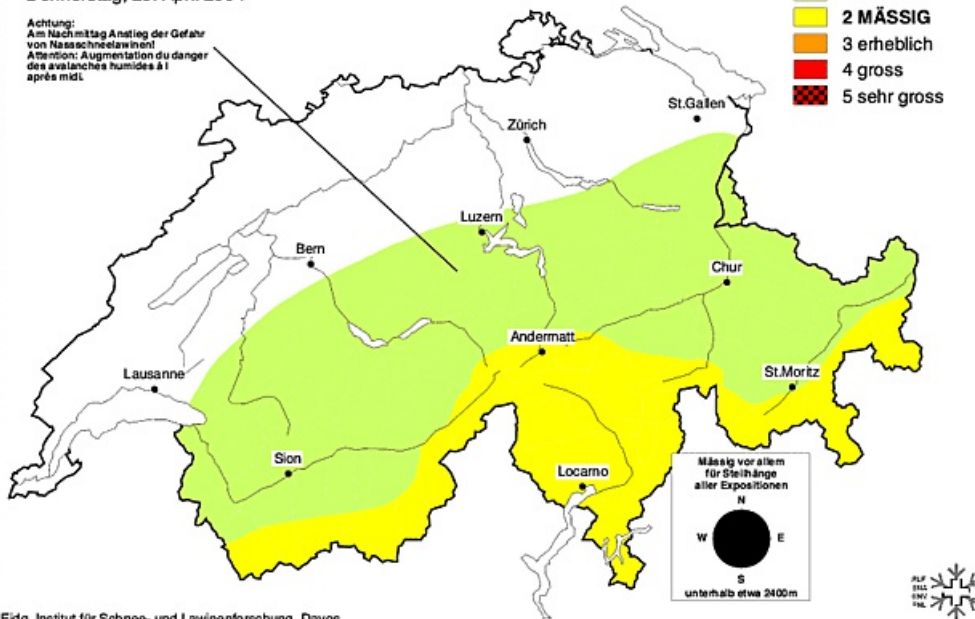 Achtung:
Am Nachmittag Anstieg der Gefahr
von Nassschneelawinen!
Attention: Augmentation du danger
des avalanches humides à l
après midi.
2 MÄSSIG
3 erheblich
4 gross
5 sehr gross
St.Gallen
Zürich
Luzern
Bern
Chur
Andermatt
Lausanne
St.Moritz
Sion
Locarno
Mässig vor allem
für Steilhänge
aller Expositionen
N
W E
S
unterhalb etwa 2400m
SLF
Eidg. Institut für Schnee- und Lawinenforschung, Davos